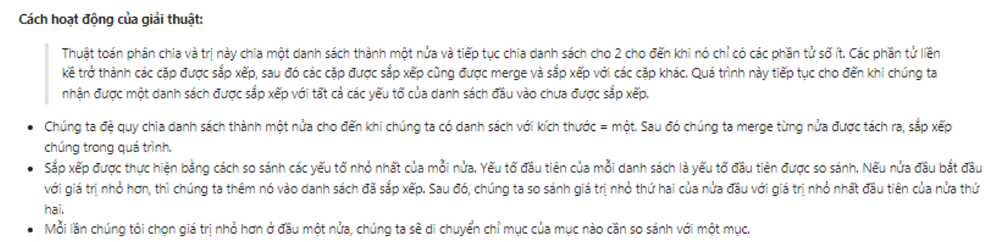 Cách hoạt động của giải thuật:
Thuật toán phân chia và trị này chia một danh sách thành một nửa và tiếp tục chia danh sách cho 2 cho đến khi nó chỉ có các phần tử số ít. Các phần tử liền
kề trở thành các cặp được sắp xếp, sau đó các cặp được sắp xếp cũng được merge và sắp xếp với các cặp khác. Quá trình này tiếp tục cho đến khi chúng ta
nhận được một danh sách được sắp xếp với tất cả các yếu tố của danh sách đầu vào chưa được sắp xếp.
• Chúng ta đệ quy chia danh sách thành một nửa cho đến khi chúng ta có danh sách với kích thước = một. Sau đó chúng ta merge từng nửa được tách ra, sắp xếp
chúng trong quá trình.
• Sắp xếp được thực hiện bằng cách so sánh các yếu tố nhỏ nhất của mỗi nửa. Yếu tố đầu tiên của mỗi danh sách là yếu tố đầu tiên được so sánh. Nếu nửa đầu bắt đầu
với giá trị nhỏ hơn, thì chúng ta thêm nó vào danh sách đã sắp xếp. Sau đó, chúng ta so sánh giá trị nhỏ thứ hai của nửa đầu với giá trị nhỏ nhất đầu tiên của nửa thứ
hai.
• Mỗi lần chúng tôi chọn giá trị nhỏ hơn ở đầu một nửa, chúng ta sẽ di chuyển chỉ mục của mục nào cần so sánh với một mục.